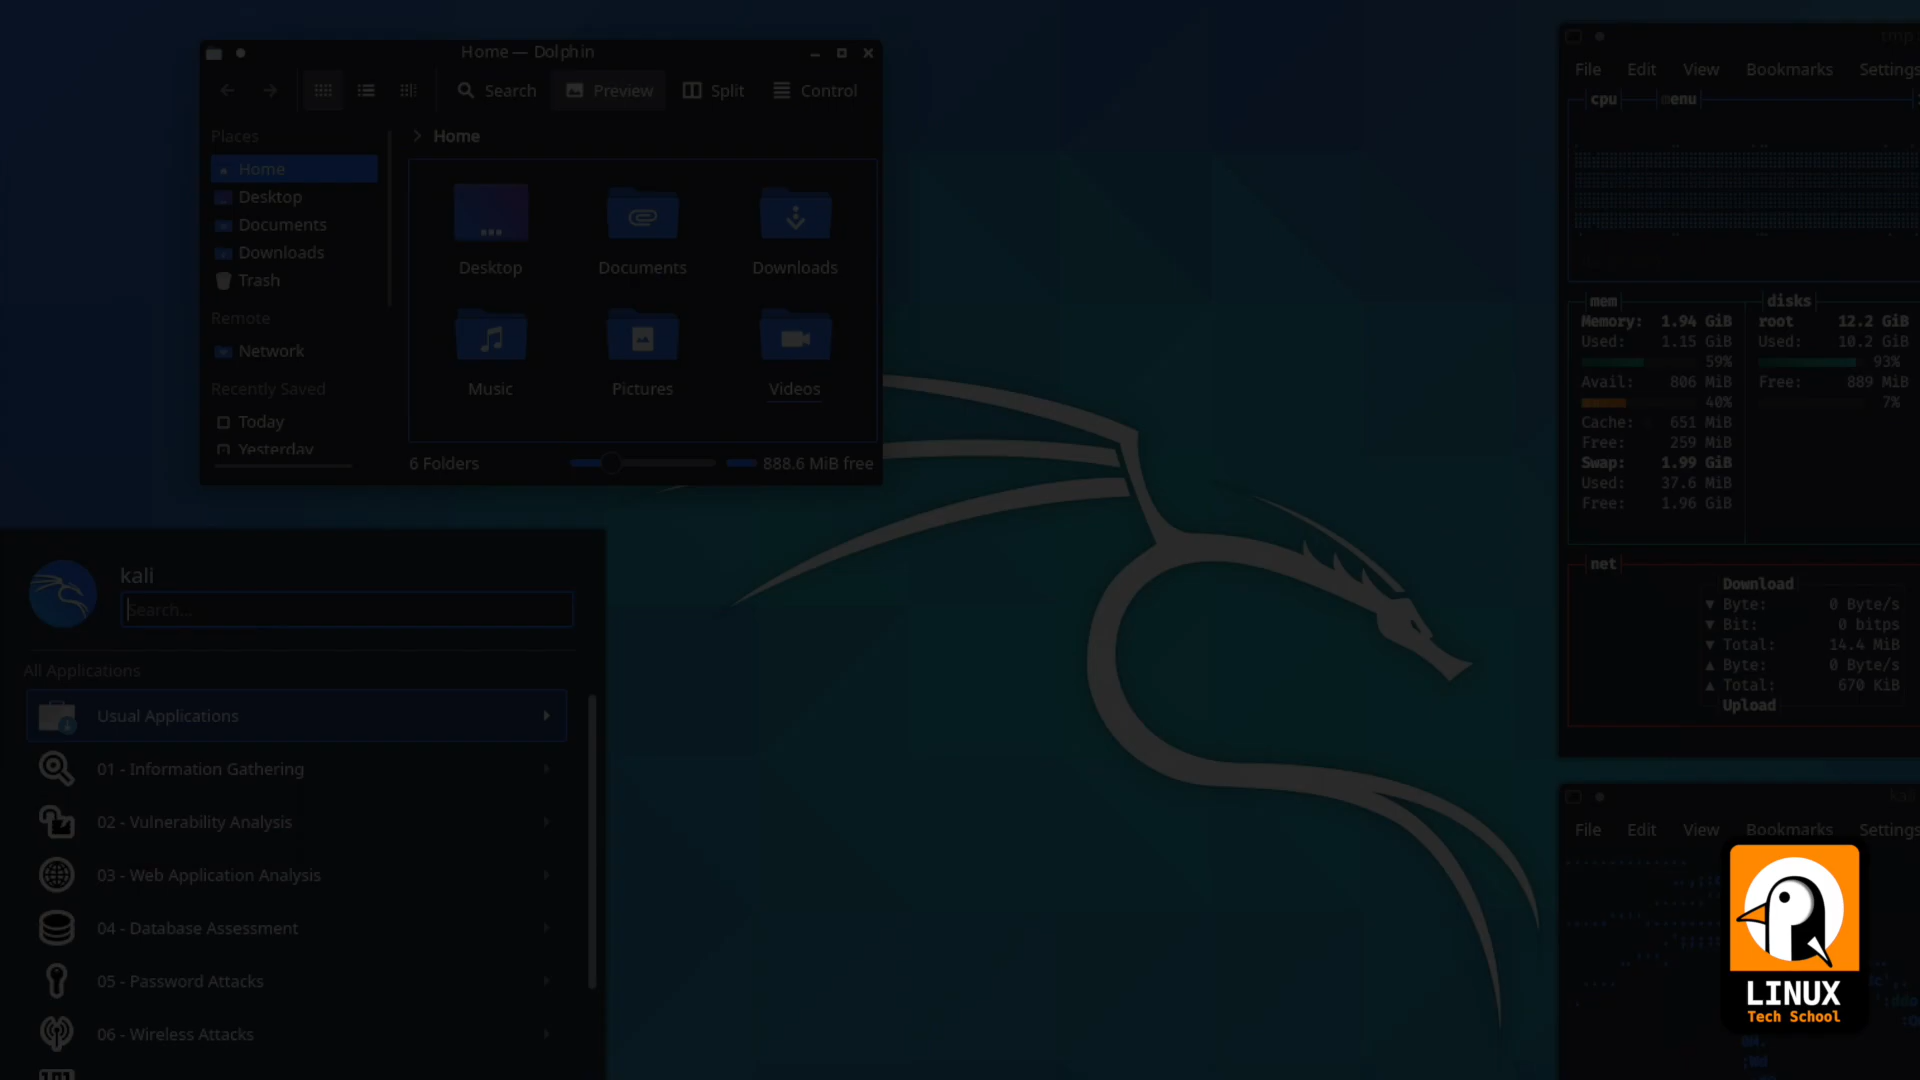 Home — Dolphin
Search Preview Split Control
Places
Home
Desktop
Documents
Downloads
Trash
Remote
Network
Recently Saved
Today
Yesterday
Home
Desktop Documents Downloads
Music Pictures Videos
6 Folders 888.6 MiB free
kali
Search...
All Applications
Usual Applications
01 - Information Gathering
02 - Vulnerability Analysis
03 - Web Application Analysis
04 - Database Assessment
05 - Password Attacks
06 - Wireless Attacks
tmp
File Edit View Bookmarks Settings
cpu menu
mem
Memory: 1.94 GiB
Used: 1.15 GiB
59%
Avail: 806 MiB
40%
Cache: 651 MiB
Free: 259 MiB
Swap: 1.99 GiB
Used: 37.6 MiB
Free: 1.96 GiB
disks
root 12.2 GiB
Used: 10.2 GiB
93%
Free: 889 MiB
7%
net
Download
▼ Byte: 0 Byte/s
▼ Bit: 0 bitps
▼ Total: 14.4 MiB
▲ Byte: 0 Byte/s
▲ Total: 670 KiB
Upload
kali
File Edit View Bookmarks Settings
LINUX
Tech School